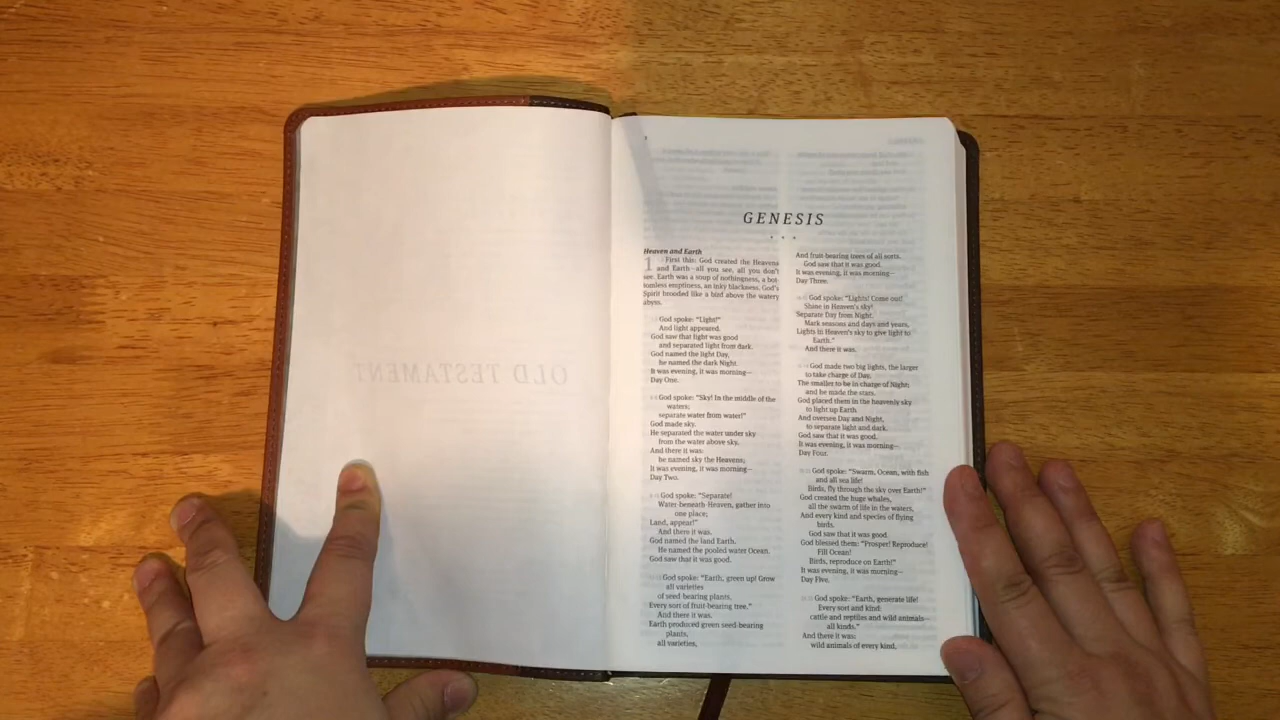 OLD TESTAMENT
GENESIS
Heaven and Earth
1 First this: God created the Heavens
and Earth—all you see, all you don't
see. Earth was a soup of nothingness, a bot-
tomless emptiness, an inky blackness. God's
Spirit brooded like a bird above the watery
abyss.
God spoke: "Light!"
And light appeared.
God saw that light was good
and separated light from dark.
God named the light Day,
he named the dark Night.
It was evening, it was morning—
Day One.
God spoke: "Sky! In the middle of the
waters;
separate water from water!"
God made sky.
He separated the water under sky
from the water above sky.
And there it was:
he named sky the Heavens;
It was evening, it was morning—
Day Two.
God spoke: "Separate!
Water-beneath-Heaven, gather into
one place;
Land, appear!"
And there it was.
God named the land Earth.
He named the pooled water Ocean.
God saw that it was good.
God spoke: "Earth, green up! Grow
all varieties
of seed-bearing plants,
Every sort of fruit-bearing tree."
And there it was.
Earth produced green seed-bearing
plants,
all varieties,
And fruit-bearing trees of all sorts.
God saw that it was good.
It was evening, it was morning—
Day Three.
God spoke: "Lights! Come out!
Shine in Heaven's sky!
Separate Day from Night.
Mark seasons and days and years,
Lights in Heaven's sky to give light to
Earth."
And there it was.
God made two big lights, the larger
to take charge of Day,
The smaller to be in charge of Night;
and he made the stars.
God placed them in the heavenly sky
to light up Earth
And oversee Day and Night,
to separate light and dark.
God saw that it was good.
It was evening, it was morning—
Day Four.
God spoke: "Swarm, Ocean, with fish
and all sea life!
Birds, fly through the sky over Earth!"
God created the huge whales,
all the swarm of life in the waters,
And every kind and species of flying
birds.
God saw that it was good.
God blessed them: "Prosper! Reproduce!
Fill Ocean!
Birds, reproduce on Earth!"
It was evening, it was morning—
Day Five.
God spoke: "Earth, generate life!
Every sort and kind:
cattle and reptiles and wild animals—
all kinds."
And there it was:
wild animals of every kind,